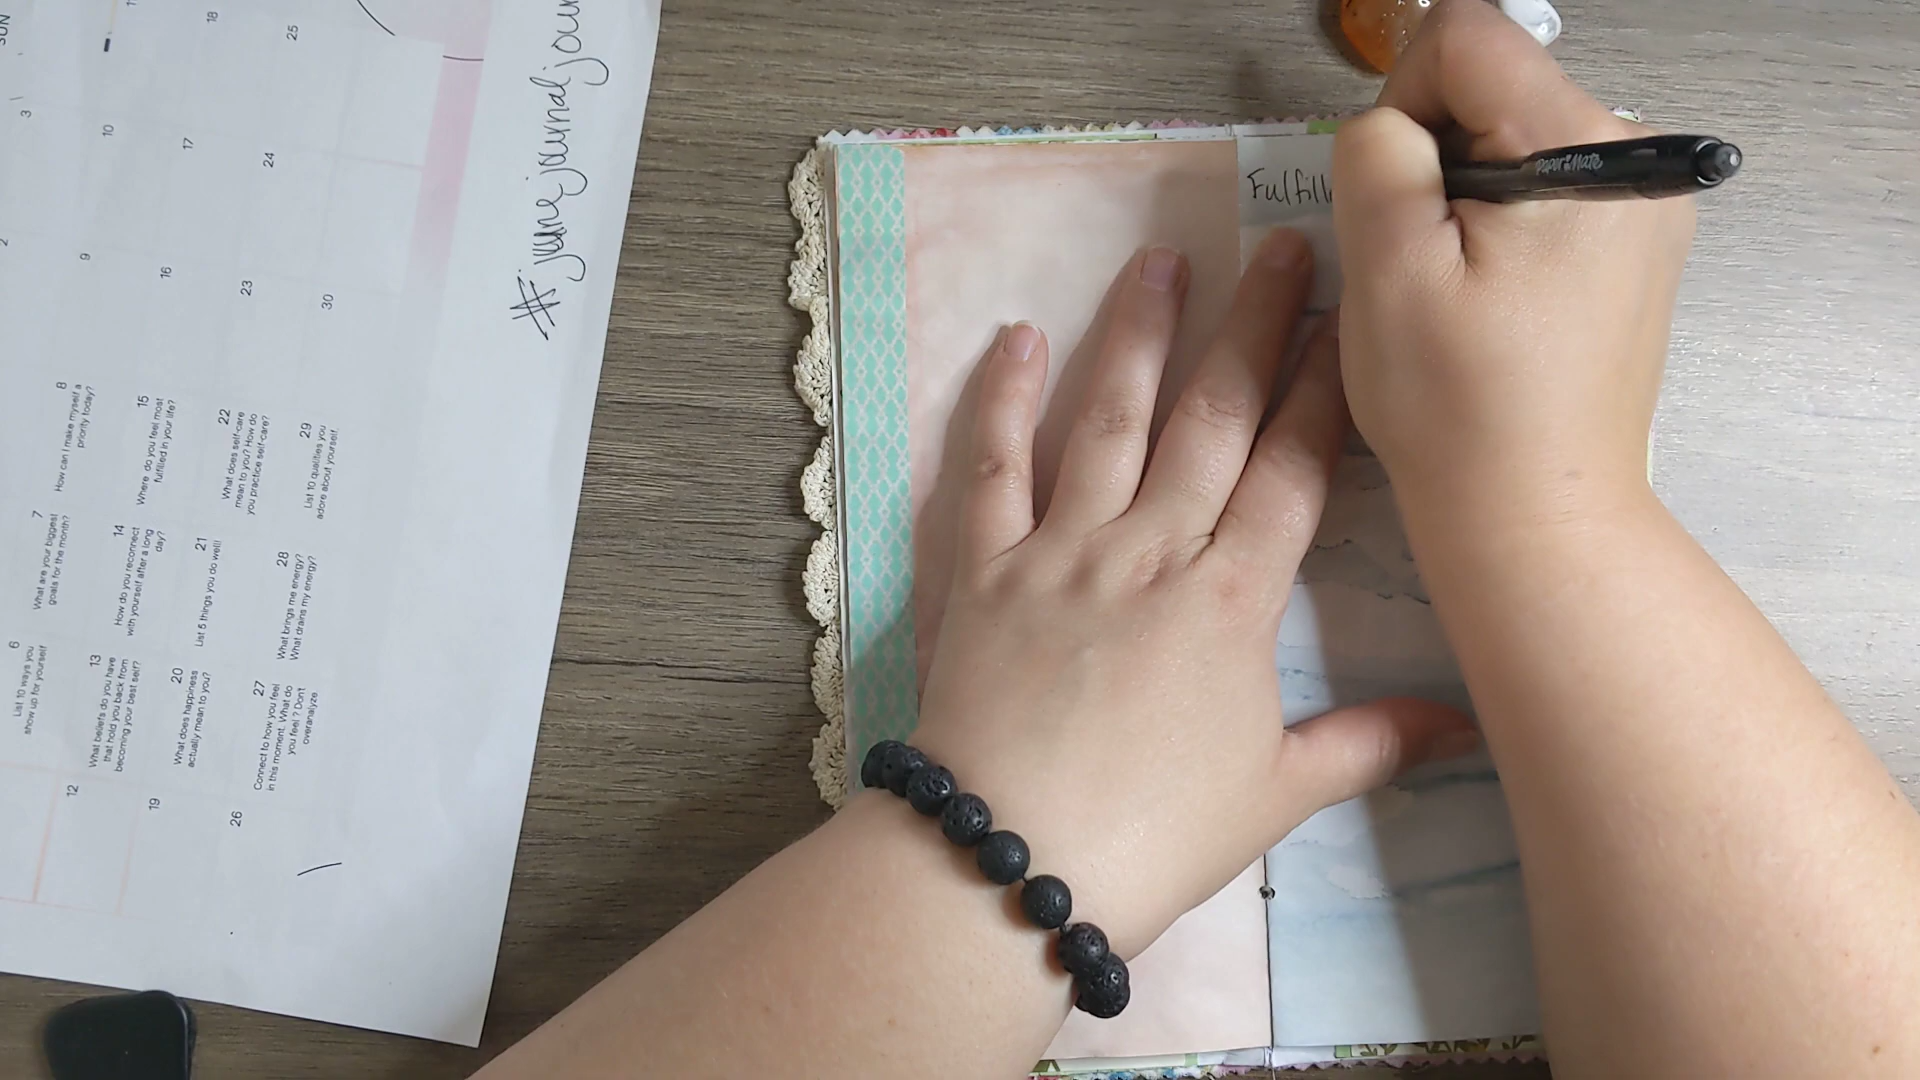 SUN
2
3
6
List 10 ways you
show up for yourself
7
What are your biggest
goals for the month?
8
How can I make myself a
priority today?
9
10
12
13
What beliefs do you have
that hold you back from
becoming your best self?
14
How do you reconnect
with yourself after a long
day?
15
Where do you feel most
fulfilled in your life?
16
17
18
19
20
What does happiness
actually mean to you?
21
List 5 things you do well!
22
What does self-care
mean to you? How do
you practice self-care?
23
24
25
26
27
Connect to how you feel
in this moment. What do
you feel? Don't
overanalyze.
28
What brings me energy?
What drains my energy?
29
List 10 qualities you
adore about yourself.
30
#junejournaljour
Fulfill
Paper Mate